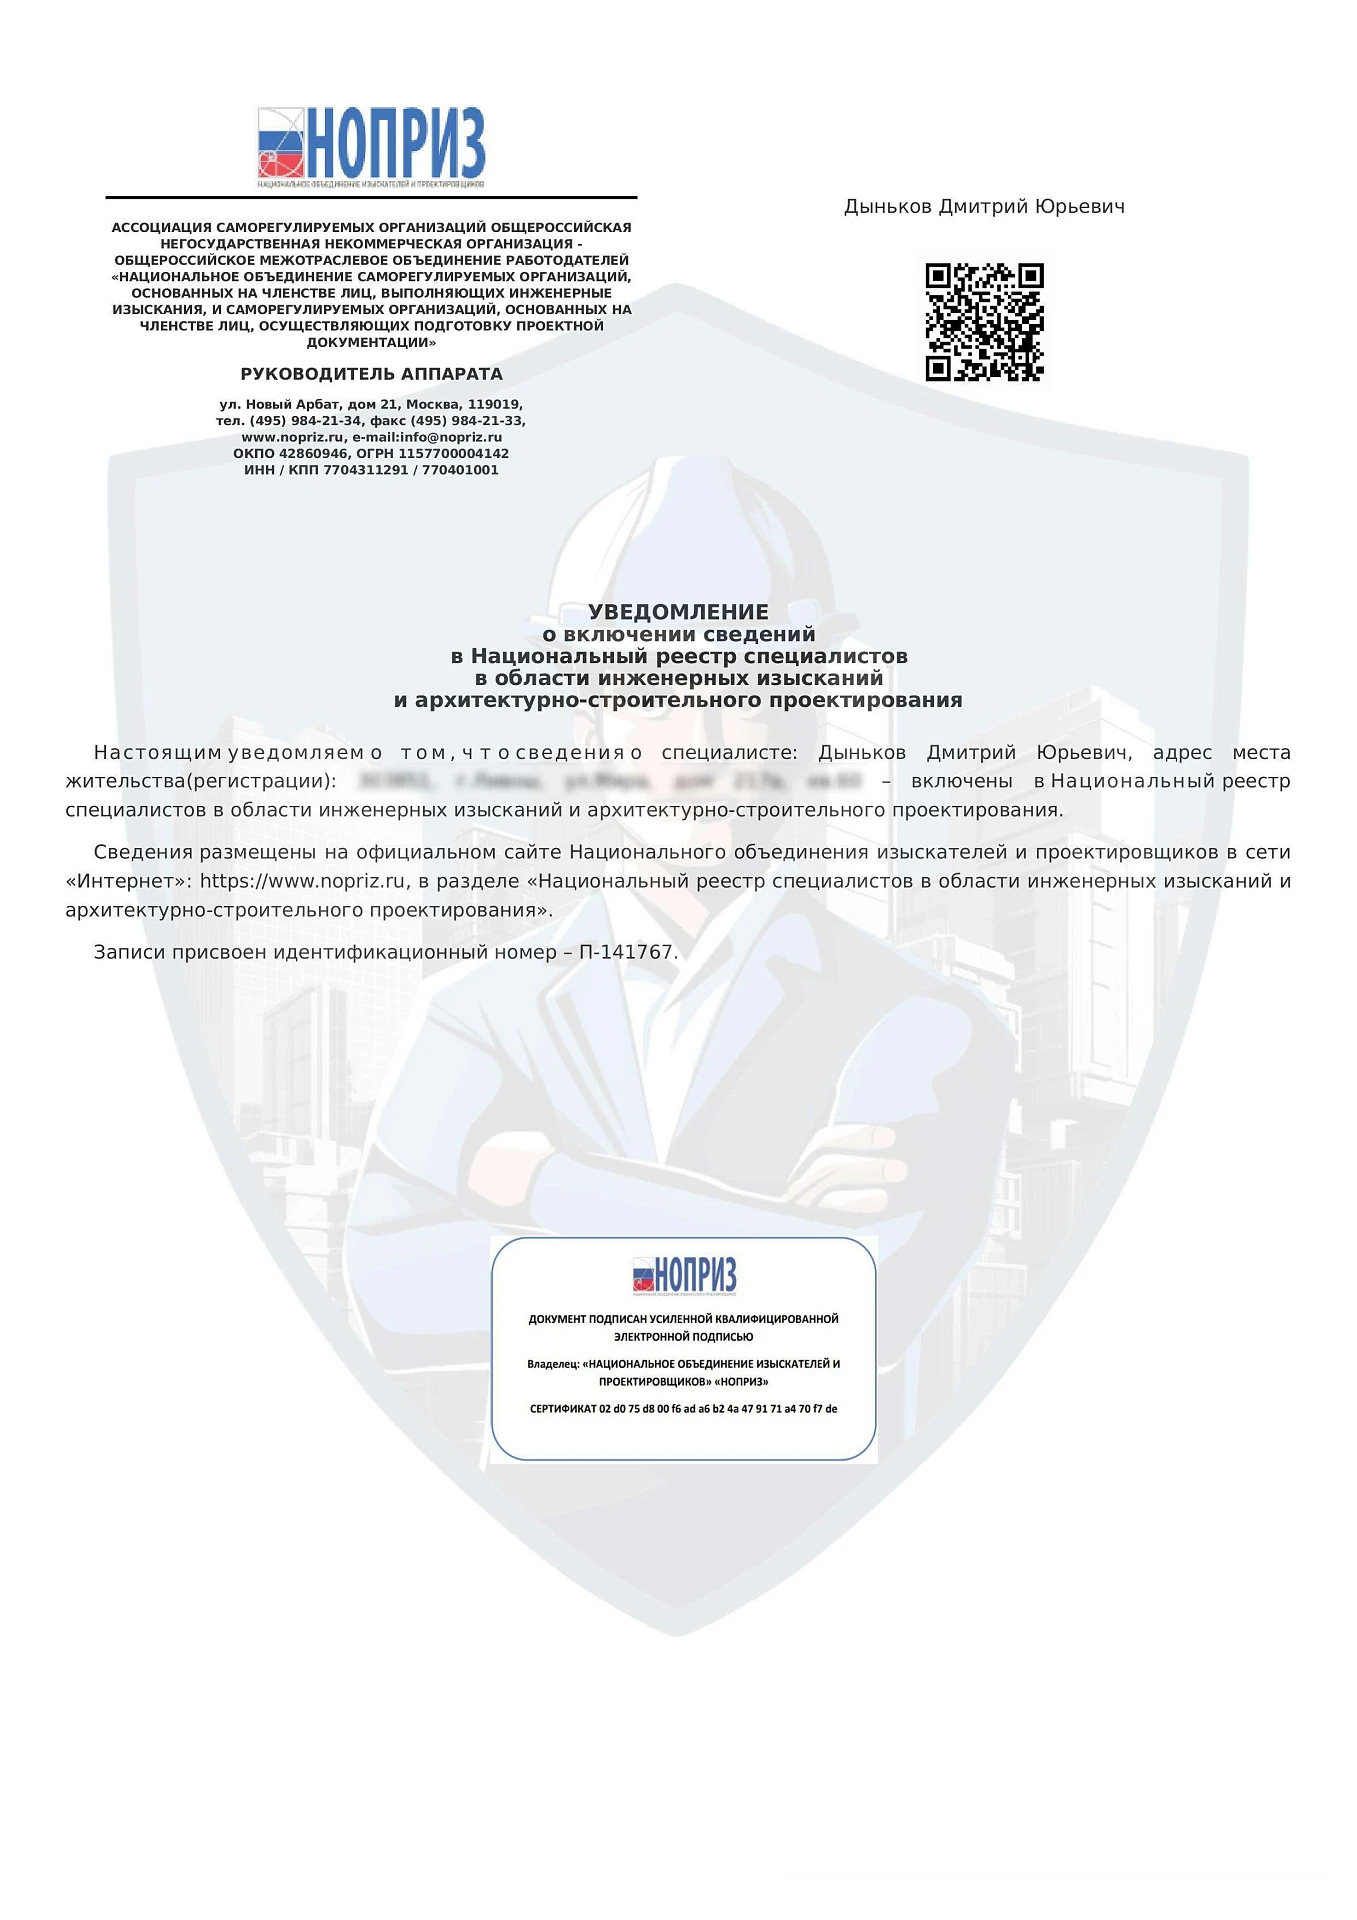 НОПРИЗ
НАЦИОНАЛЬНОЕ ОБЪЕДИНЕНИЕ ИЗЫСКАТЕЛЕЙ И ПРОЕКТИРОВЩИКОВ
АССОЦИАЦИЯ САМОРЕГУЛИРУЕМЫХ ОРГАНИЗАЦИЙ ОБЩЕРОССИЙСКАЯ
НЕГОСУДАРСТВЕННАЯ НЕКОММЕРЧЕСКАЯ ОРГАНИЗАЦИЯ -
ОБЩЕРОССИЙСКОЕ МЕЖОТРАСЛЕВОЕ ОБЪЕДИНЕНИЕ РАБОТОДАТЕЛЕЙ
«НАЦИОНАЛЬНОЕ ОБЪЕДИНЕНИЕ САМОРЕГУЛИРУЕМЫХ ОРГАНИЗАЦИЙ,
ОСНОВАННЫХ НА ЧЛЕНСТВЕ ЛИЦ, ВЫПОЛНЯЮЩИХ ИНЖЕНЕРНЫЕ
ИЗЫСКАНИЯ, И САМОРЕГУЛИРУЕМЫХ ОРГАНИЗАЦИЙ, ОСНОВАННЫХ НА
ЧЛЕНСТВЕ ЛИЦ, ОСУЩЕСТВЛЯЮЩИХ ПОДГОТОВКУ ПРОЕКТНОЙ
ДОКУМЕНТАЦИИ»
РУКОВОДИТЕЛЬ АППАРАТА
ул. Новый Арбат, дом 21, Москва, 119019,
тел. (495) 984-21-34, факс (495) 984-21-33,
www.nopriz.ru, e-mail:info@nopriz.ru
ОКПО 42860946, ОГРН 1157700004142
ИНН / КПП 7704311291 / 770401001
Дыньков Дмитрий Юрьевич
УВЕДОМЛЕНИЕ
о включении сведений
в Национальный реестр специалистов
в области инженерных изысканий
и архитектурно-строительного проектирования
Настоящим уведомляем о том, что сведения о специалисте: Дыньков Дмитрий Юрьевич, адрес места
жительства(регистрации): – включены в Национальный реестр
специалистов в области инженерных изысканий и архитектурно-строительного проектирования.
Сведения размещены на официальном сайте Национального объединения изыскателей и проектировщиков в сети
«Интернет»: https://www.nopriz.ru, в разделе «Национальный реестр специалистов в области инженерных изысканий и
архитектурно-строительного проектирования».
Записи присвоен идентификационный номер – П-141767.
НОПРИЗ
ДОКУМЕНТ ПОДПИСАН УСИЛЕННОЙ КВАЛИФИЦИРОВАННОЙ
ЭЛЕКТРОННОЙ ПОДПИСЬЮ
Владелец: «НАЦИОНАЛЬНОЕ ОБЪЕДИНЕНИЕ ИЗЫСКАТЕЛЕЙ И
ПРОЕКТИРОВЩИКОВ» «НОПРИЗ»
СЕРТИФИКАТ 02 d0 75 d8 00 f6 ad a6 b2 4a 47 91 71 a4 70 f7 de